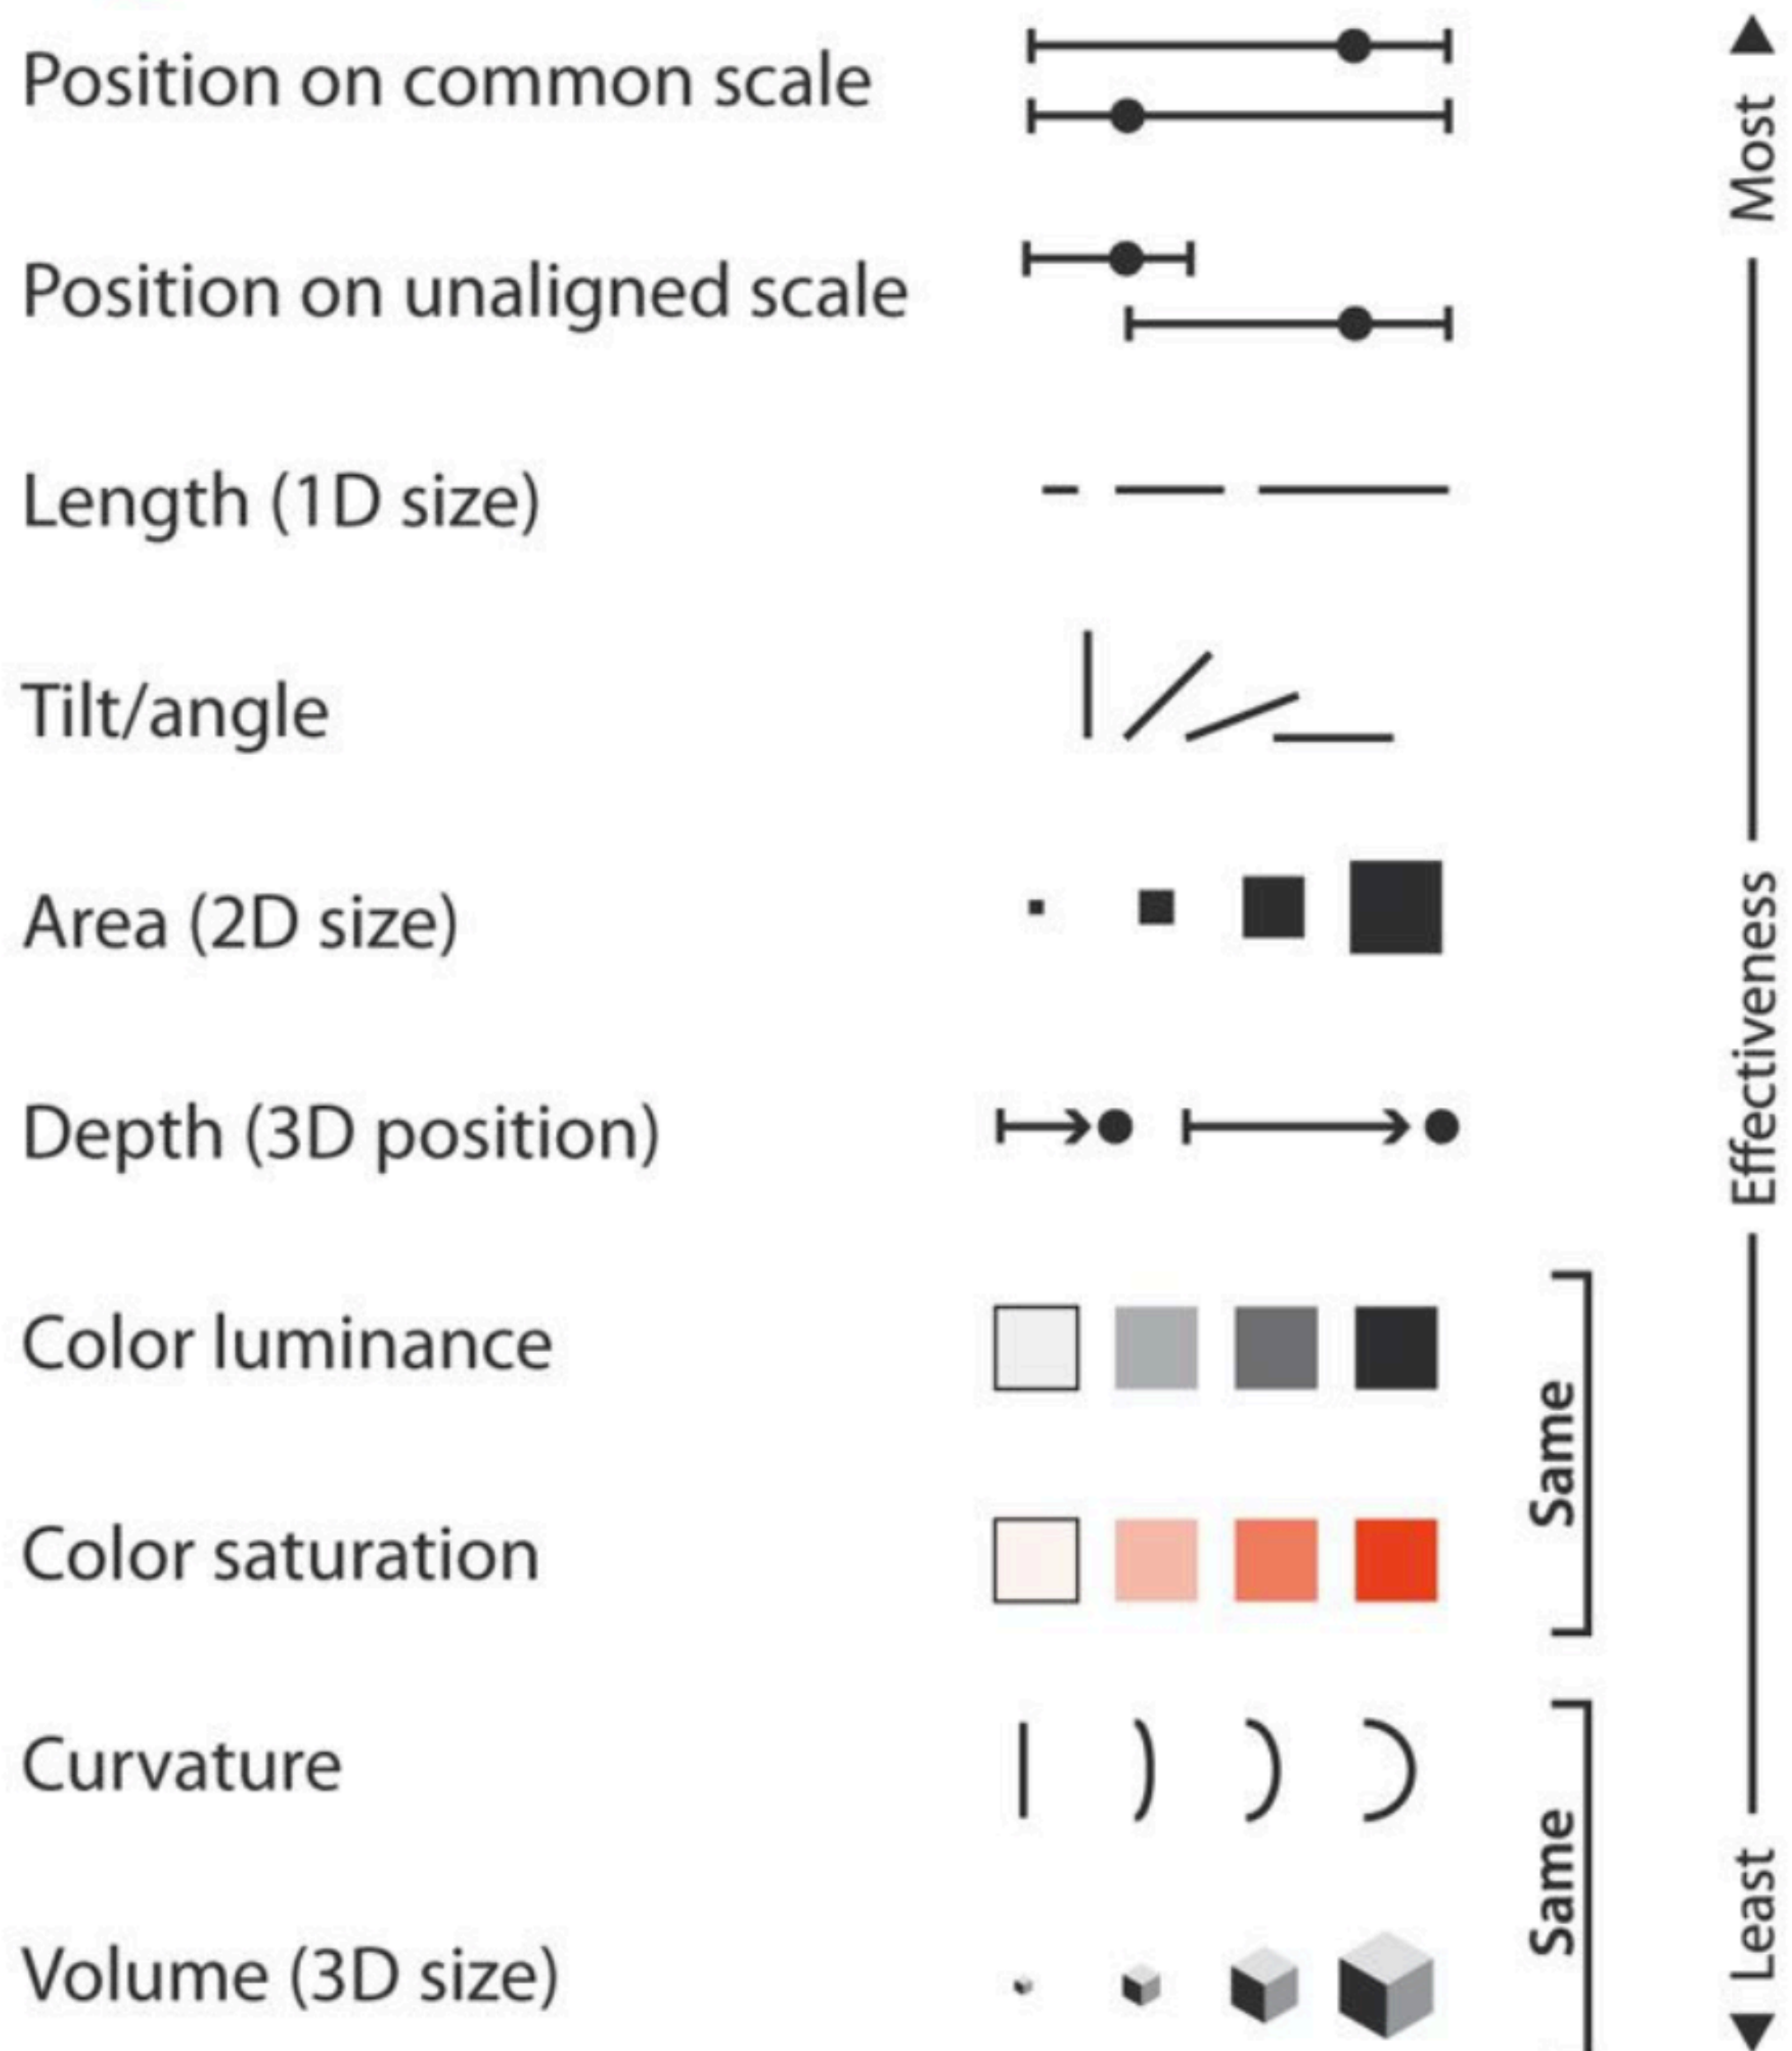 Position on common scale
Most
Position on unaligned scale
Length (1D size)
Tilt/angle
Area (2D size)
Effectiveness
Depth (3D position)
Color luminance
Same
Color saturation
Curvature
Same
Least
Volume (3D size)